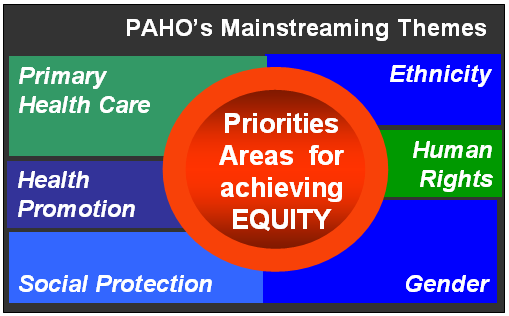 PAHO's Mainstreaming Themes
Primary
Health Care
Ethnicity
Priorities
Areas for
achieving
EQUITY
Human
Rights
Health
Promotion
Social Protection
Gender